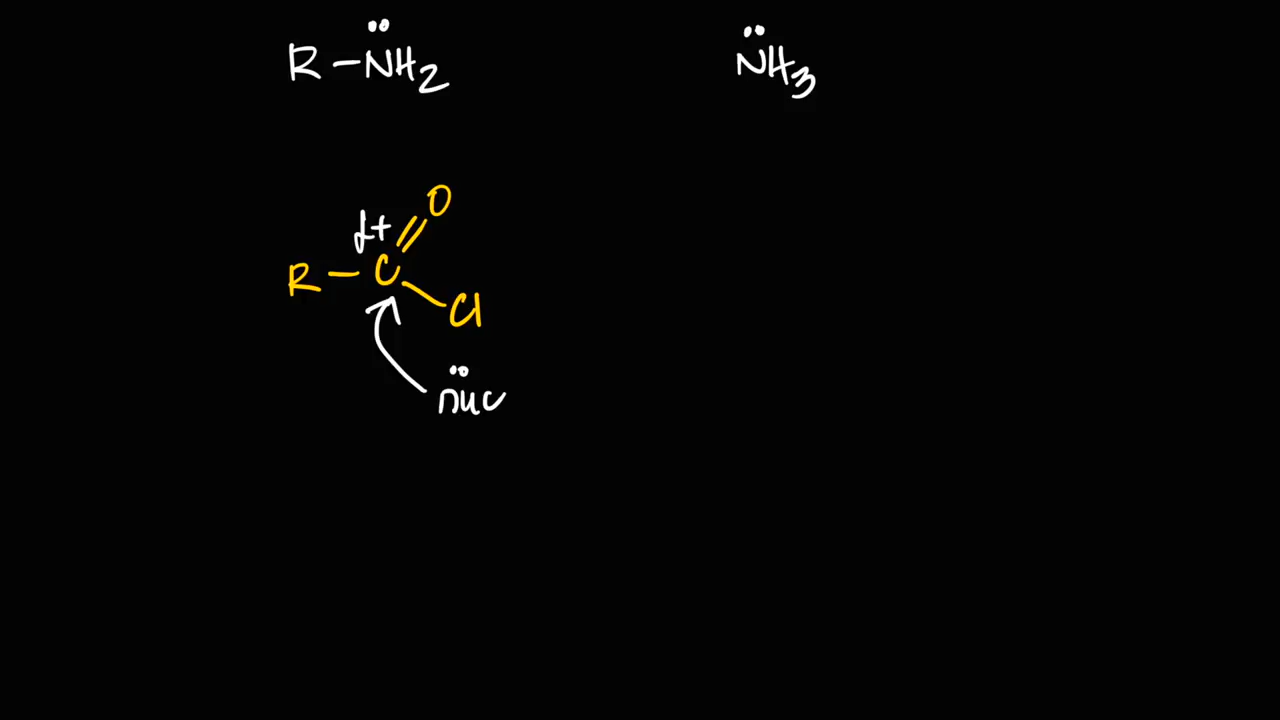 R–NH2 NH3
O
δ+
R–C
Cl
nuc